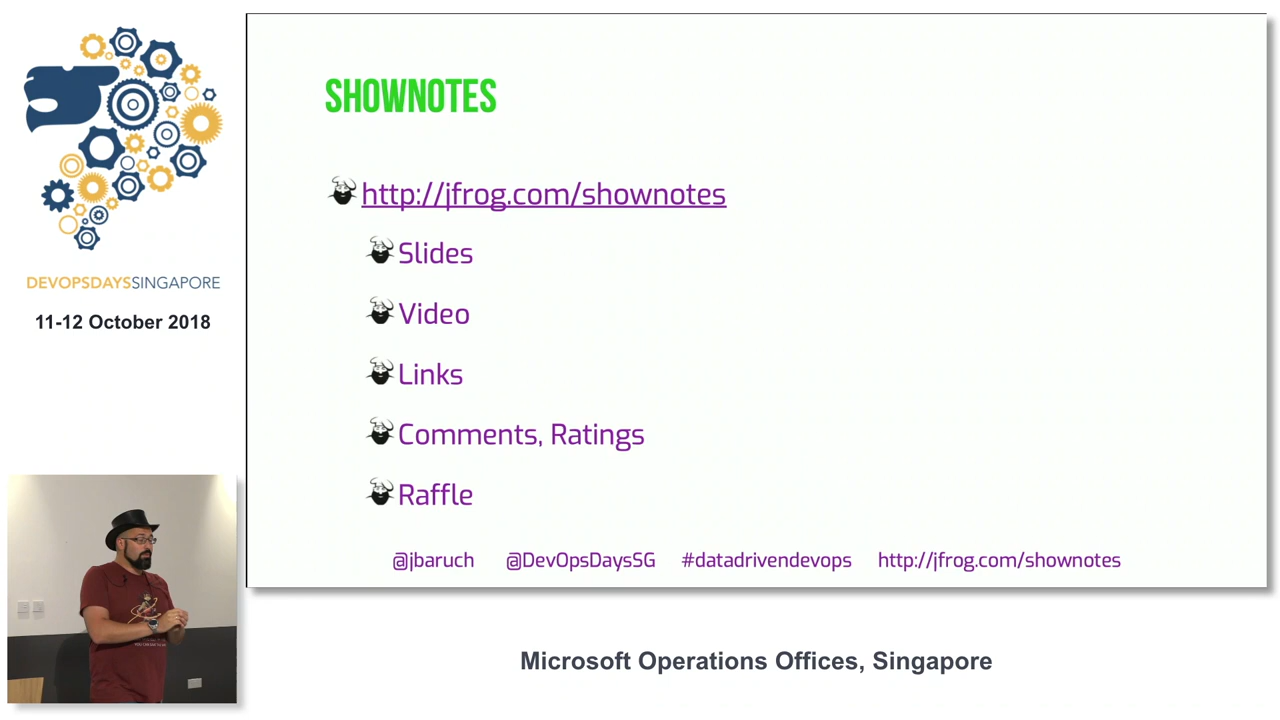 DEVOPSDAYSSINGAPORE
11-12 October 2018
SHOWNOTES
http://jfrog.com/shownotes
Slides
Video
Links
Comments, Ratings
Raffle
@jbaruch @DevOpsDaysSG #datadrivendevops http://jfrog.com/shownotes
Microsoft Operations Offices, Singapore